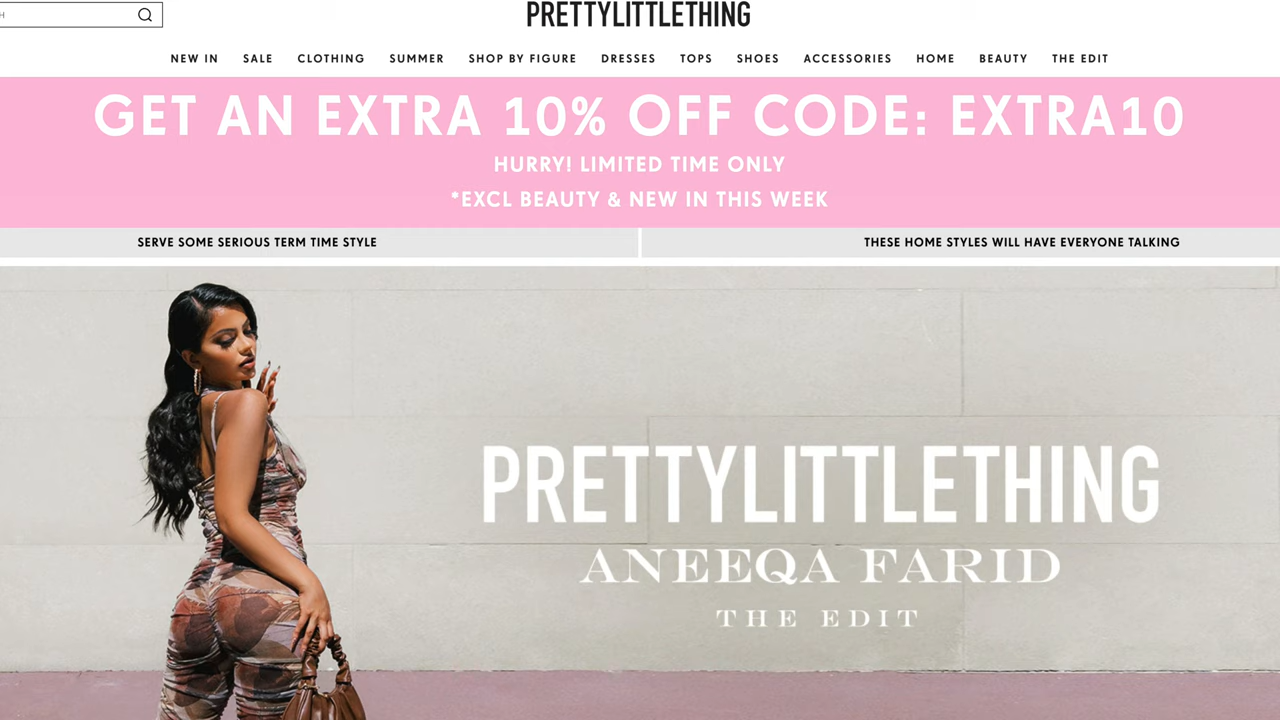 H
PRETTYLITTLETHING
NEW IN SALE CLOTHING SUMMER SHOP BY FIGURE DRESSES TOPS SHOES ACCESSORIES HOME BEAUTY THE EDIT
GET AN EXTRA 10% OFF CODE: EXTRA10
HURRY! LIMITED TIME ONLY
*EXCL BEAUTY & NEW IN THIS WEEK
SERVE SOME SERIOUS TERM TIME STYLE
THESE HOME STYLES WILL HAVE EVERYONE TALKING
PRETTYLITTLETHING
ANEEQA FARID
THE EDIT